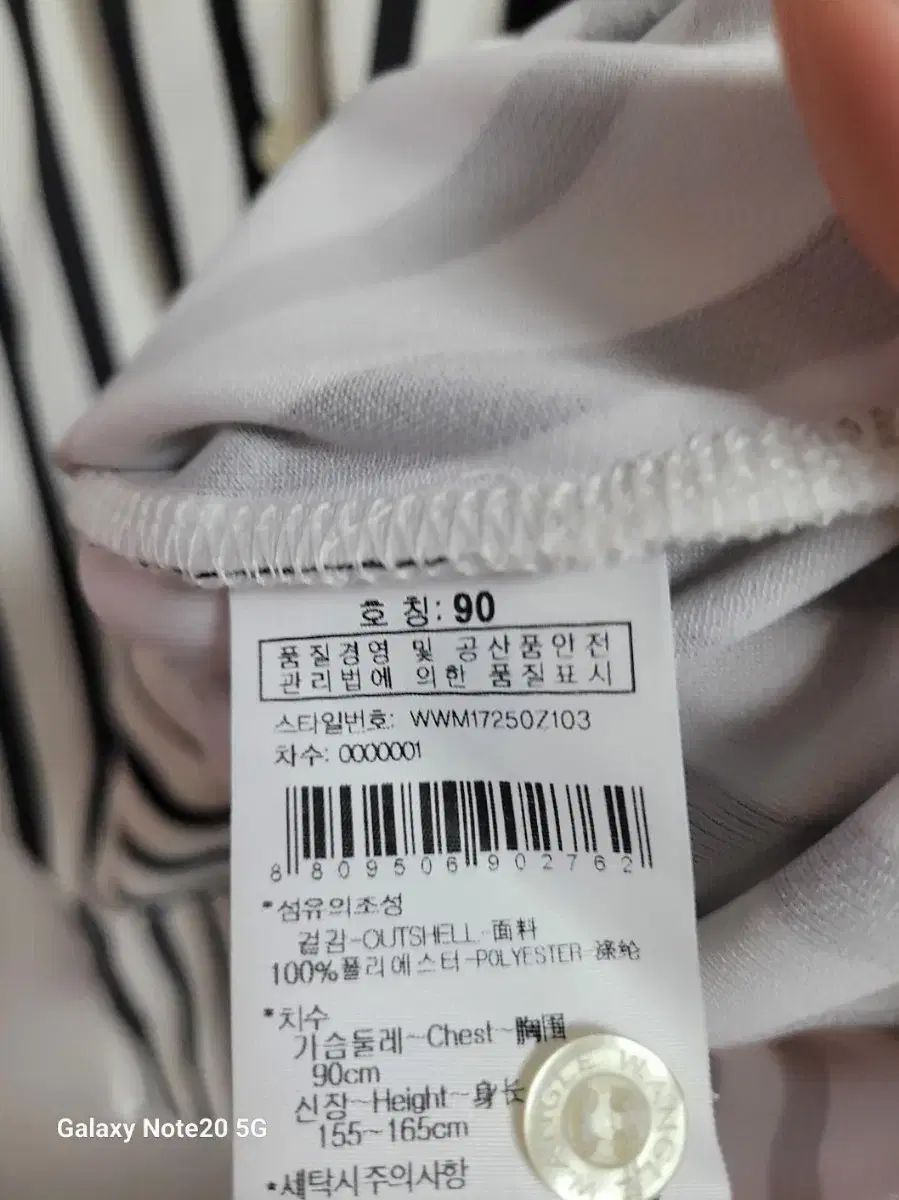 호 칭: 90
품질경영 및 공산품안전
관리법에 의한 품질표시
스타일번호: WWM17250Z103
차수: 0000001
8 809506 902762
*섬유의조성
겉감-OUTSHELL-面料
100%폴리에스터-POLYESTER-涤纶
*치수
가슴둘레~Chest~胸围
90cm
신장~Height~身长
155~165cm
*세탁시주의사항
WANGLE WANGLE
Galaxy Note20 5G